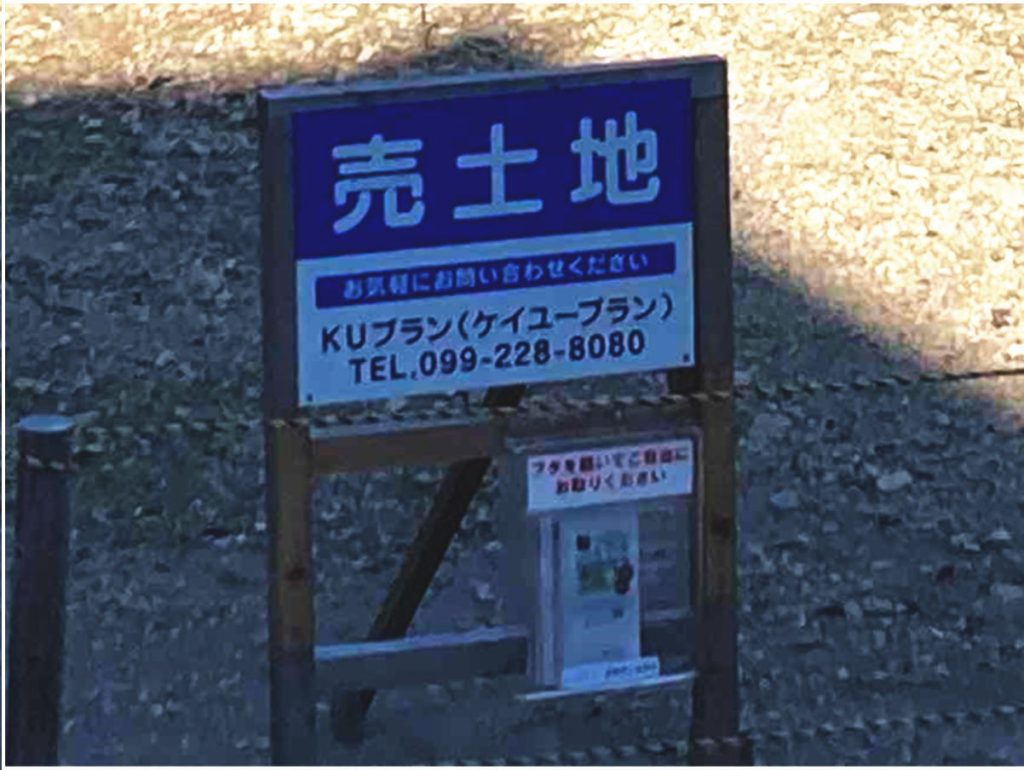 売土地
お気軽にお問い合わせください
KUプラン(ケイユープラン)
TEL.099-228-8080
フタを開いてご自由に
お取りください